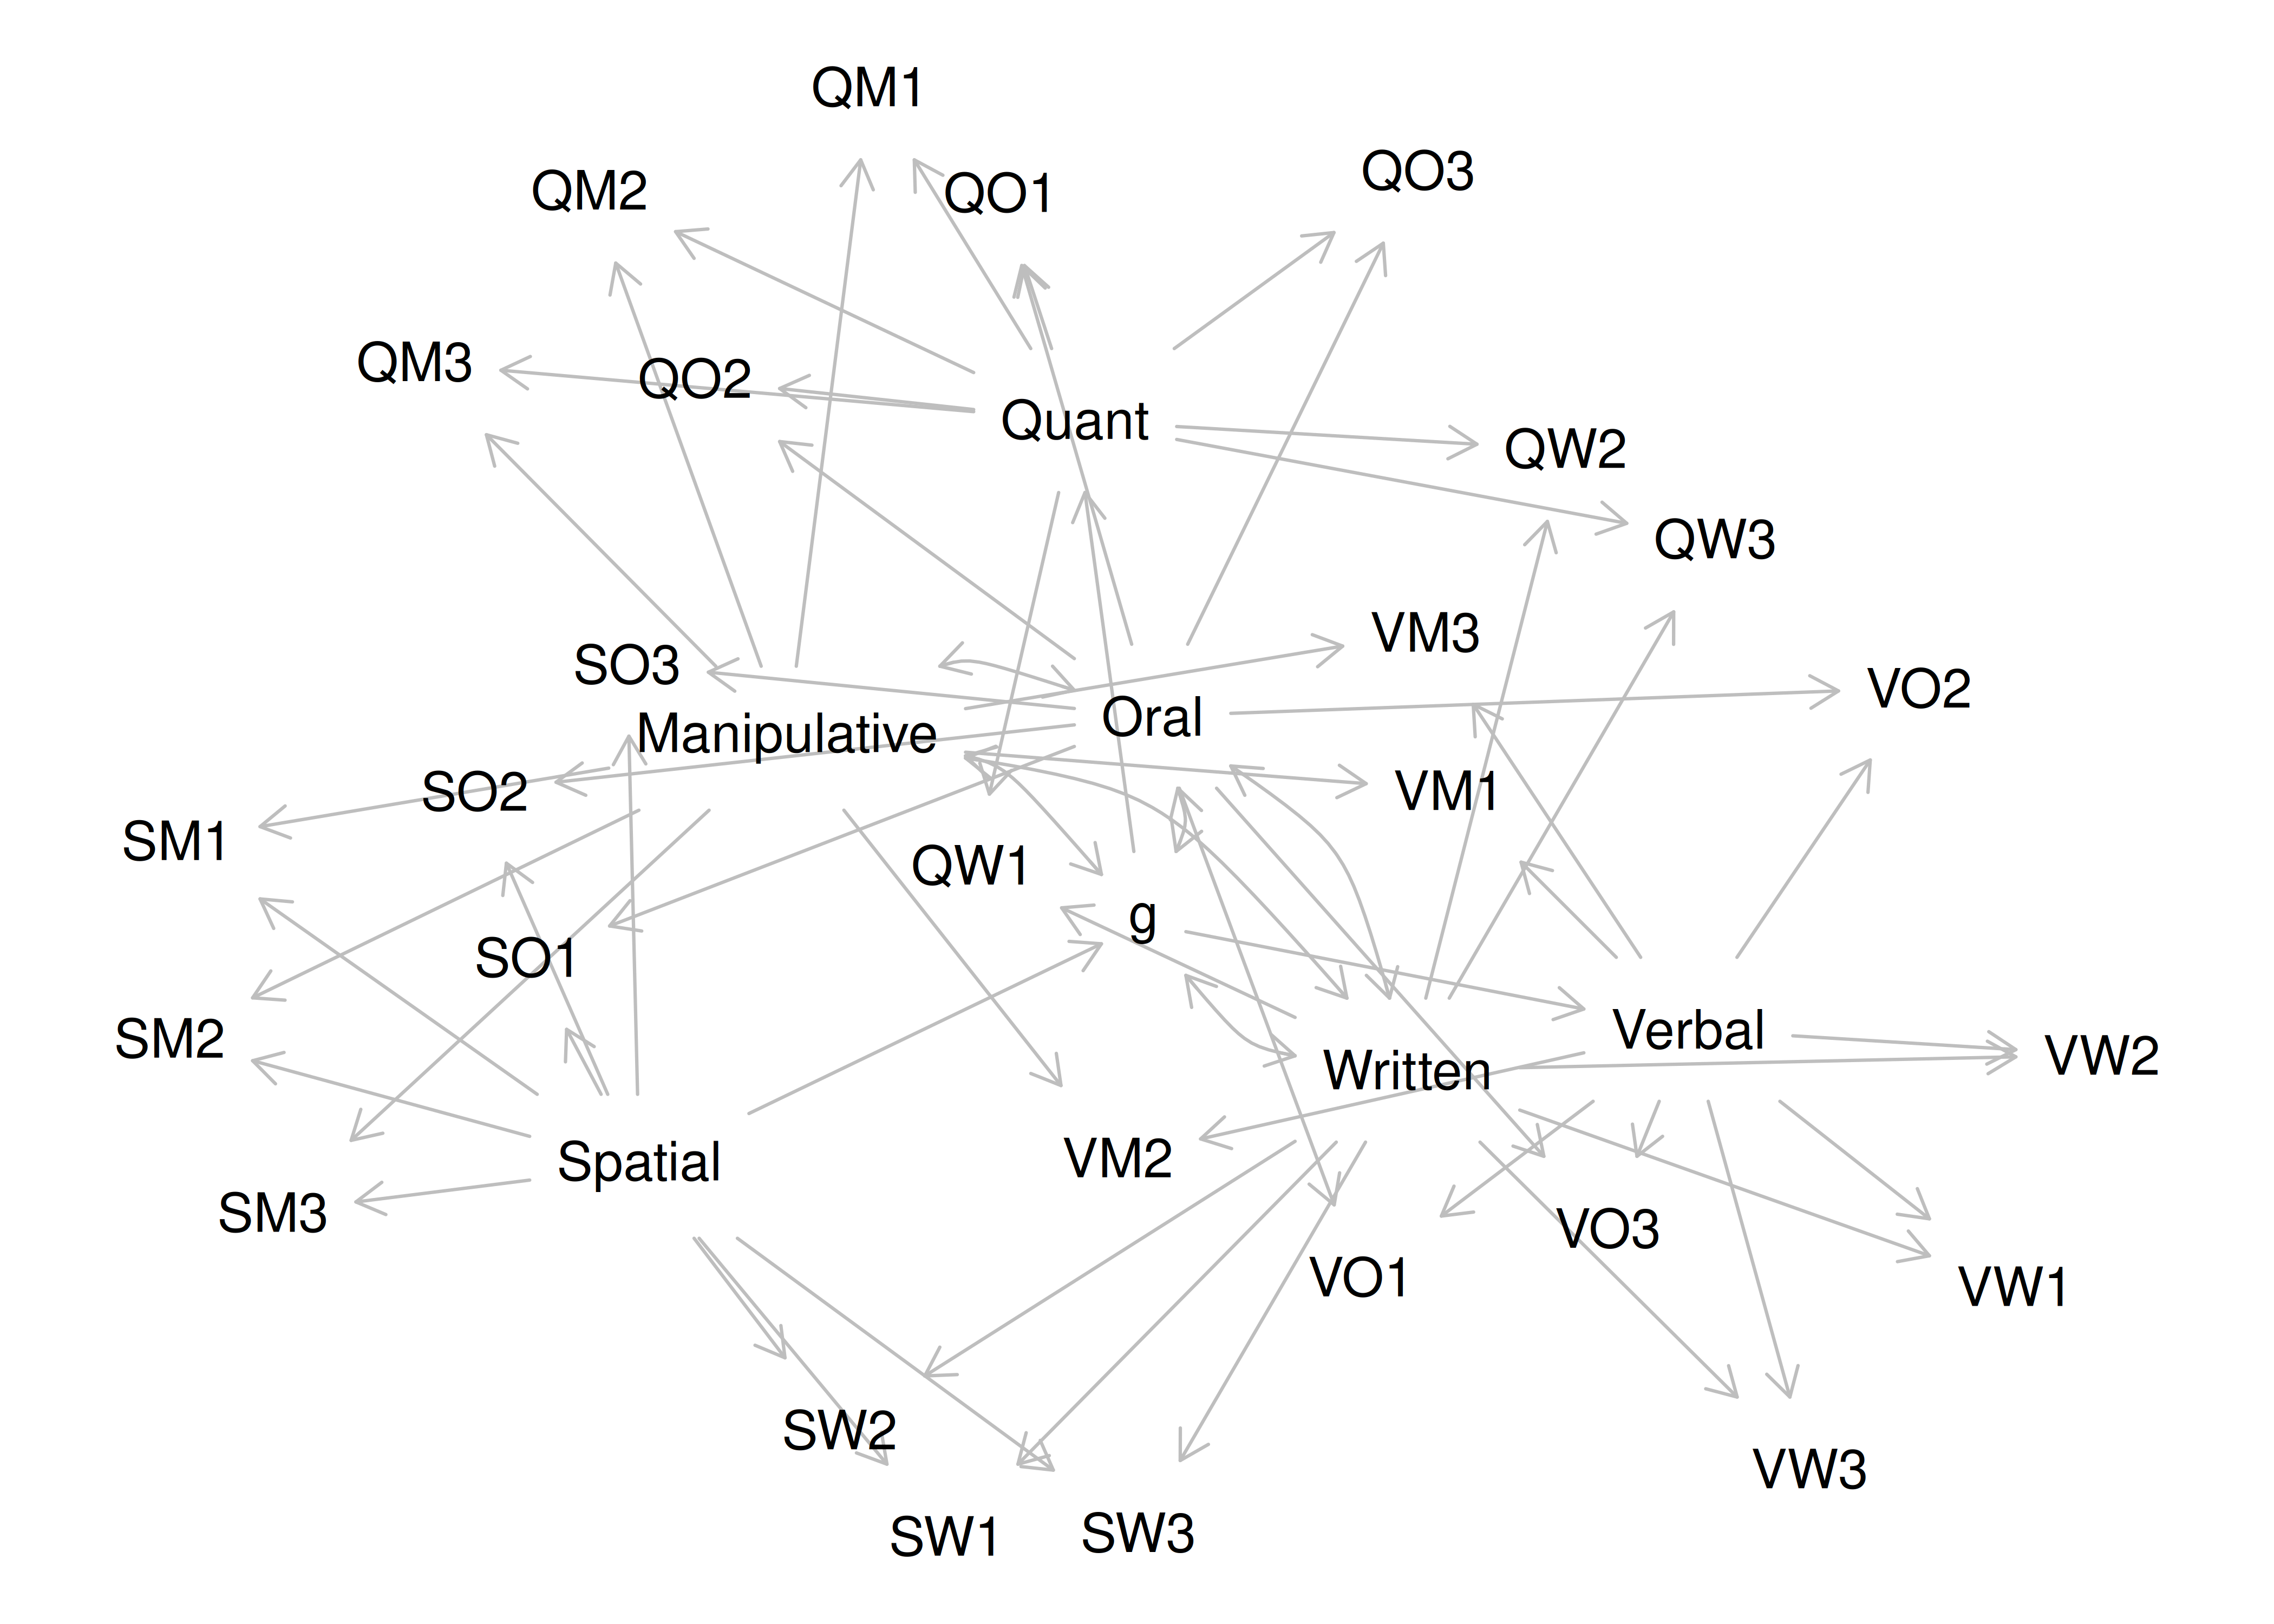 QM1
QO3
QM2
QO1
QM3
QO2
Quant
QW2
QW3
VM3
SO3
VO2
Oral
Manipulative
SO2
VM1
SM1
QW1
g
SO1
Verbal
SM2
VW2
Written
Spatial
VM2
SM3
VO3
VO1
VW1
SW2
VW3
SW1
SW3